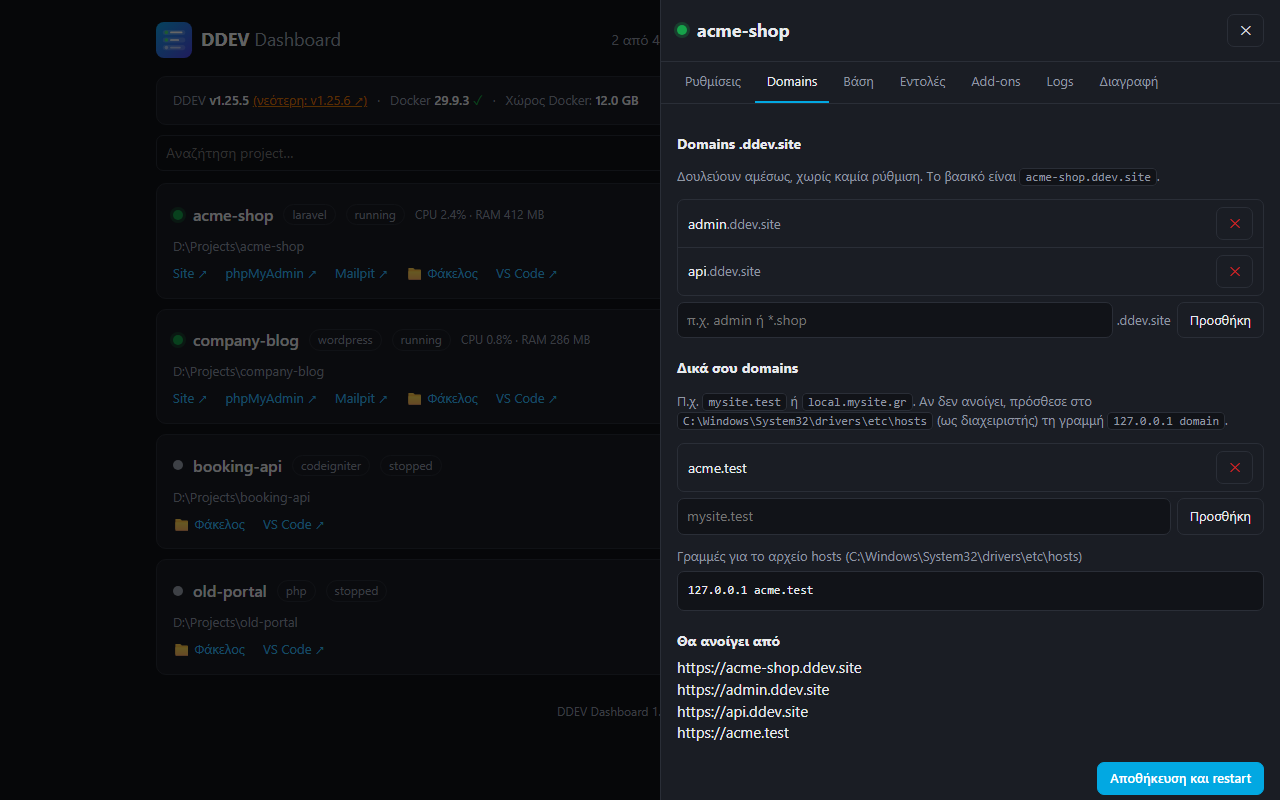 DDEV Dashboard
2 από 4
DDEV v1.25.5 (νεότερη: v1.25.6 ↗) · Docker 29.9.3 ✓ · Χώρος Docker: 12.0 GB
Αναζήτηση project...
acme-shop laravel running CPU 2.4% · RAM 412 MB
D:\Projects\acme-shop
Site ↗ phpMyAdmin ↗ Mailpit ↗ Φάκελος VS Code ↗
company-blog wordpress running CPU 0.8% · RAM 286 MB
D:\Projects\company-blog
Site ↗ phpMyAdmin ↗ Mailpit ↗ Φάκελος VS Code ↗
booking-api codeigniter stopped
D:\Projects\booking-api
Φάκελος VS Code ↗
old-portal php stopped
D:\Projects\old-portal
Φάκελος VS Code ↗
DDEV Dashboard 1.
acme-shop
Ρυθμίσεις Domains Βάση Εντολές Add-ons Logs Διαγραφή
Domains .ddev.site
Δουλεύουν αμέσως, χωρίς καμία ρύθμιση. Το βασικό είναι acme-shop.ddev.site.
admin.ddev.site
api.ddev.site
π.χ. admin ή *.shop .ddev.site Προσθήκη
Δικά σου domains
Π.χ. mysite.test ή local.mysite.gr. Αν δεν ανοίγει, πρόσθεσε στο
C:\Windows\System32\drivers\etc\hosts (ως διαχειριστής) τη γραμμή 127.0.0.1 domain.
acme.test
mysite.test Προσθήκη
Γραμμές για το αρχείο hosts (C:\Windows\System32\drivers\etc\hosts)
127.0.0.1 acme.test
Θα ανοίγει από
https://acme-shop.ddev.site
https://admin.ddev.site
https://api.ddev.site
https://acme.test
Αποθήκευση και restart